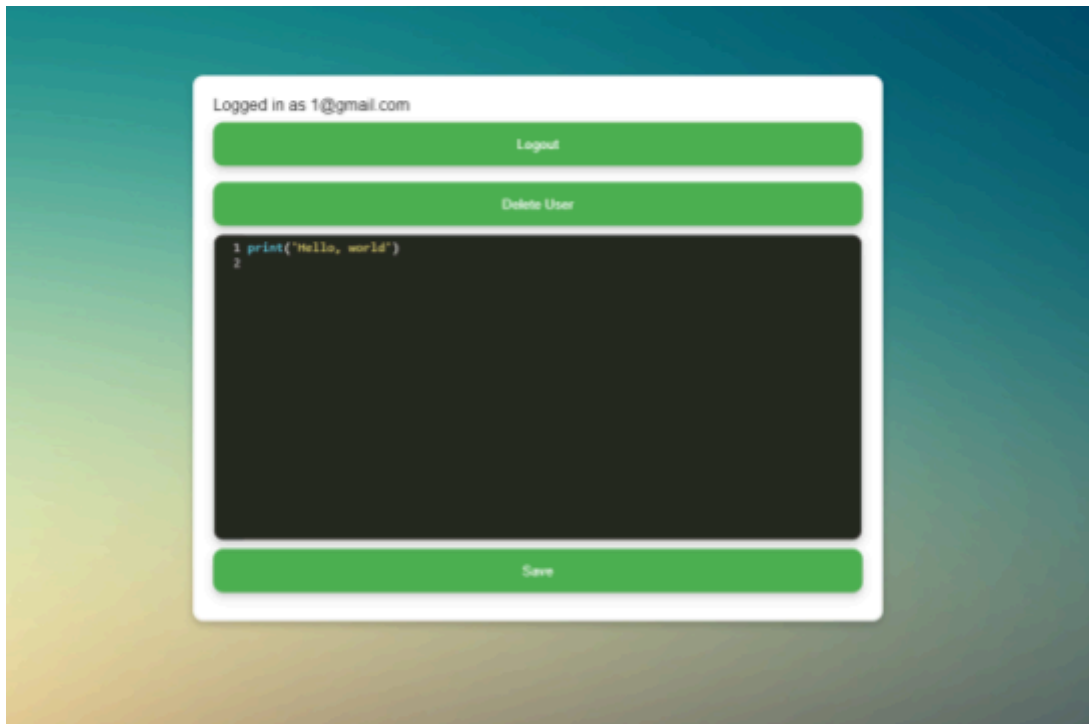 Logged in as 1@gmail.com
Logout
Delete User
1 print("Hello, world")
2
Save